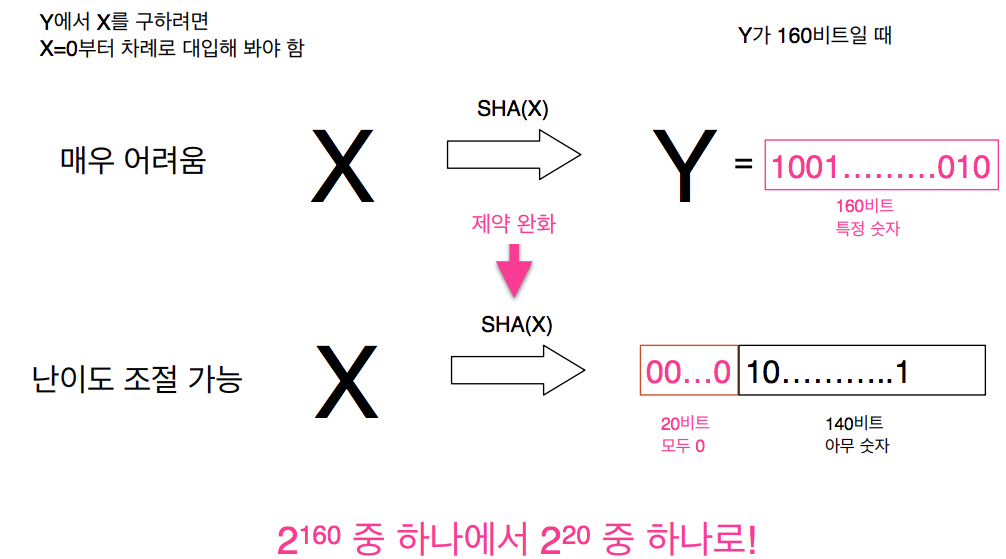 Y에서 X를 구하려면
X=0부터 차례로 대입해 봐야 함
Y가 160비트일 때
SHA(X)
매우 어려움
X
Y = 1001………010
160비트
특정 숫자
제약 완화
SHA(X)
난이도 조절 가능
X
00…0 10………..1
20비트
모두 0
140비트
아무 숫자
2¹⁶⁰ 중 하나에서 2²⁰ 중 하나로!